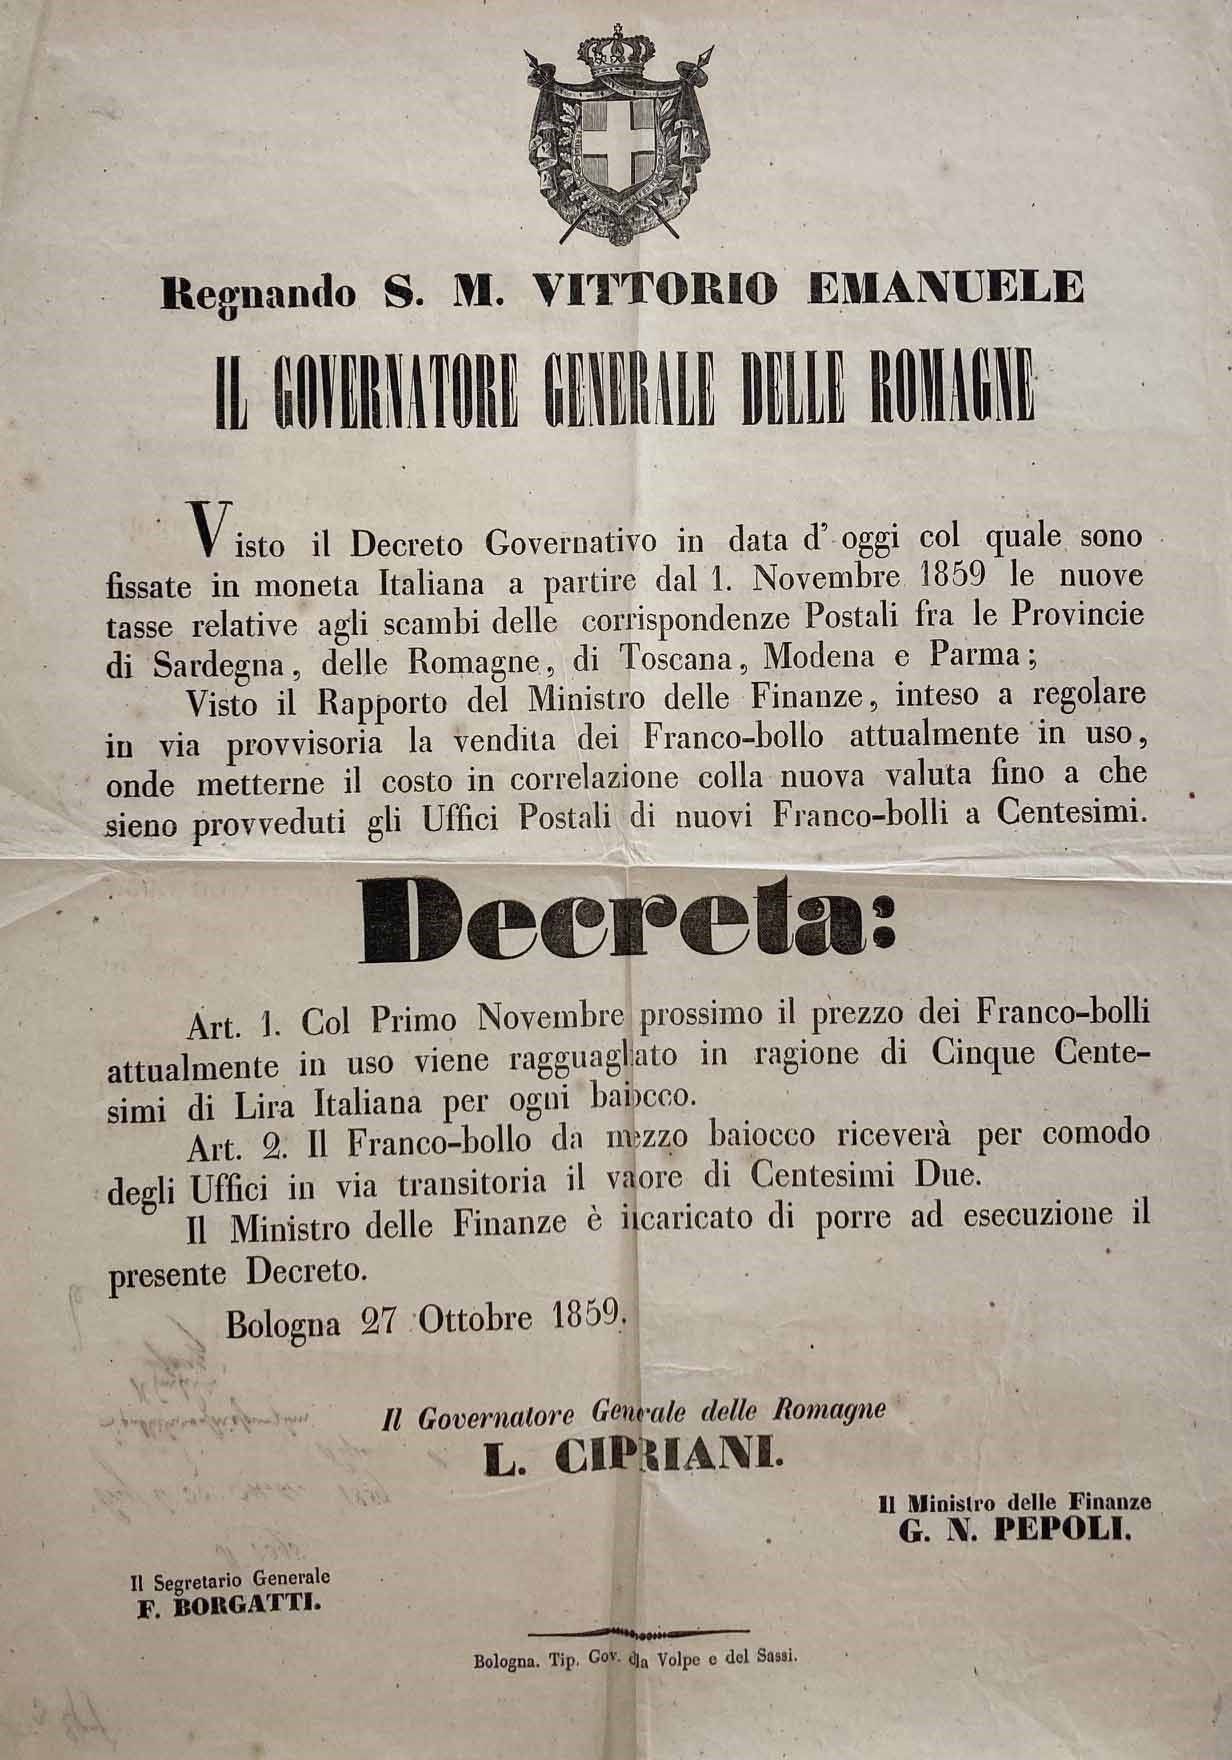 Regnando S. M. VITTORIO EMANUELE
IL GOVERNATORE GENERALE DELLE ROMAGNE
Visto il Decreto Governativo in data d' oggi col quale sono
fissate in moneta Italiana a partire dal 1. Novembre 1859 le nuove
tasse relative agli scambi delle corrispondenze Postali fra le Provincie
di Sardegna, delle Romagne, di Toscana, Modena e Parma;
Visto il Rapporto del Ministro delle Finanze, inteso a regolare
in via provvisoria la vendita dei Franco-bollo attualmente in uso,
onde metterne il costo in correlazione colla nuova valuta fino a che
sieno provveduti gli Uffici Postali di nuovi Franco-bolli a Centesimi.
Decreta:
Art. 1. Col Primo Novembre prossimo il prezzo dei Franco-bolli
attualmente in uso viene ragguagliato in ragione di Cinque Cente-
simi di Lira Italiana per ogni baiocco.
Art. 2. Il Franco-bollo da mezzo baiocco riceverà per comodo
degli Uffici in via transitoria il vaore di Centesimi Due.
Il Ministro delle Finanze è incaricato di porre ad esecuzione il
presente Decreto.
Bologna 27 Ottobre 1859.
Il Governatore Generale delle Romagne
L. CIPRIANI.
Il Ministro delle Finanze
G. N. PEPOLI.
Il Segretario Generale
F. BORGATTI.
Bologna. Tip. Gov. della Volpe e del Sassi.